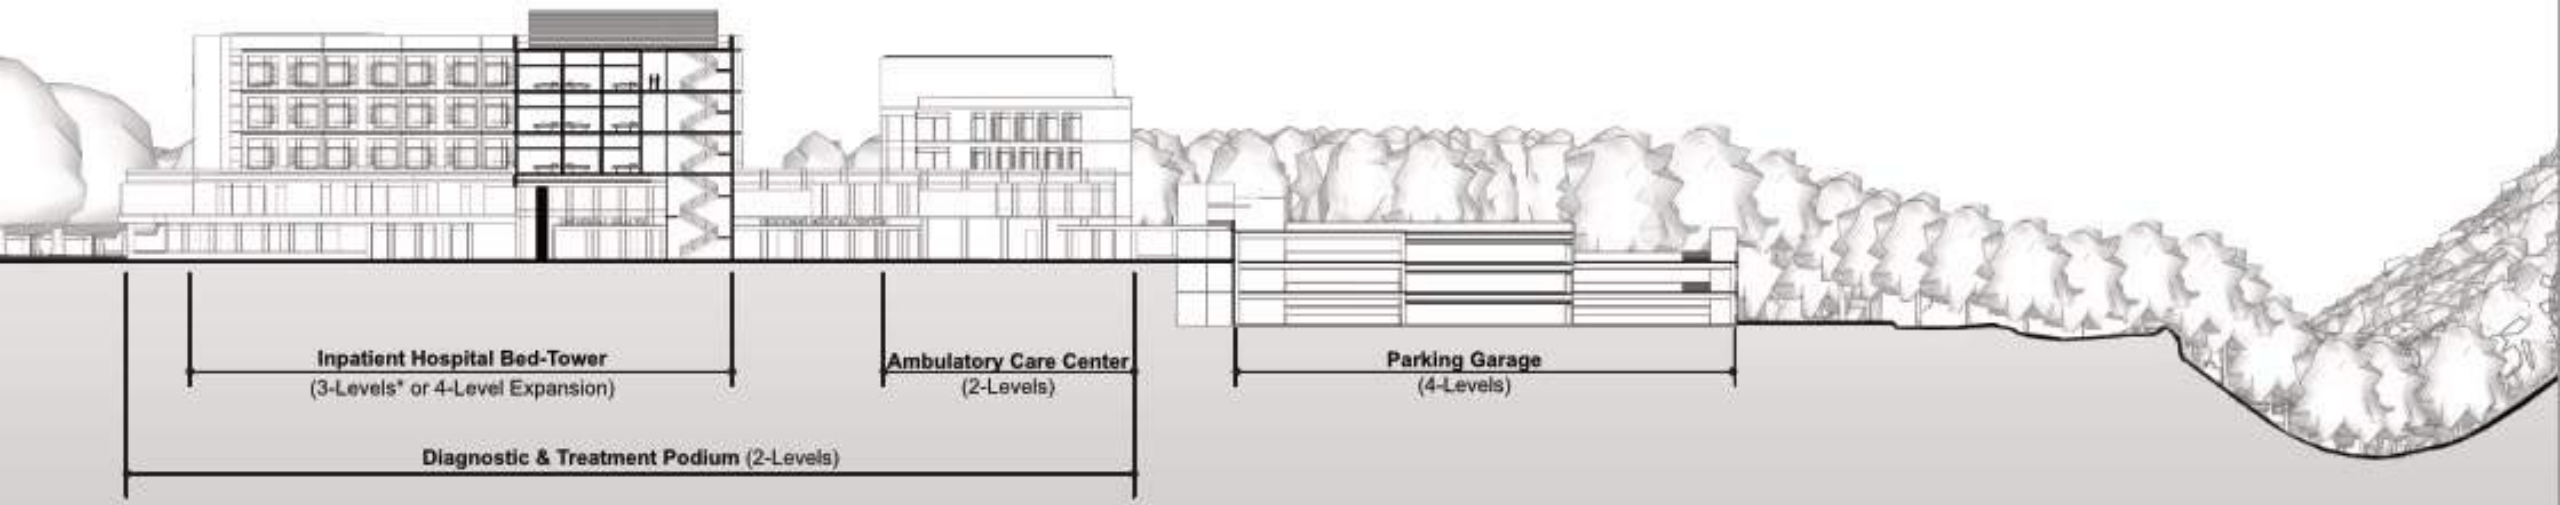 Inpatient Hospital Bed-Tower
(3-Levels* or 4-Level Expansion)
Ambulatory Care Center
(2-Levels)
Parking Garage
(4-Levels)
Diagnostic & Treatment Podium (2-Levels)